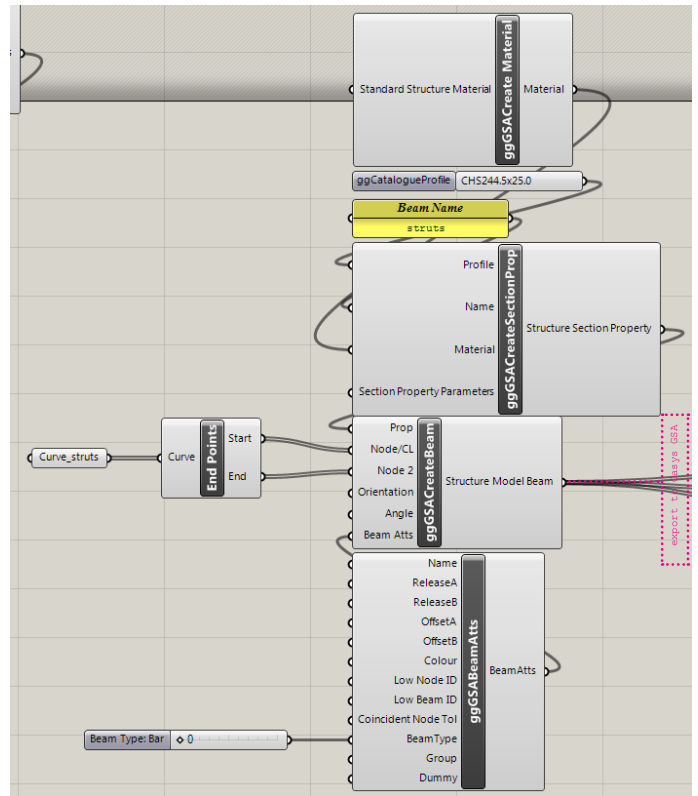 Standard Structure Material
ggGSACreate Material
Material
ggCatalogueProfile
CHS244.5x25.0
Beam Name
struts
Profile
Name
Material
Section Property Parameters
ggGSACreateSectionProp
Structure Section Property
Curve_struts
Curve
End Points
Start
End
Prop
Node/CL
Node 2
Orientation
Angle
Beam Atts
ggGSACreateBeam
Structure Model Beam
export t asys GSA
Name
ReleaseA
ReleaseB
OffsetA
OffsetB
Colour
Low Node ID
Low Beam ID
Coincident Node Tol
BeamType
Group
Dummy
ggGSABeamAtts
BeamAtts
Beam Type: Bar
0